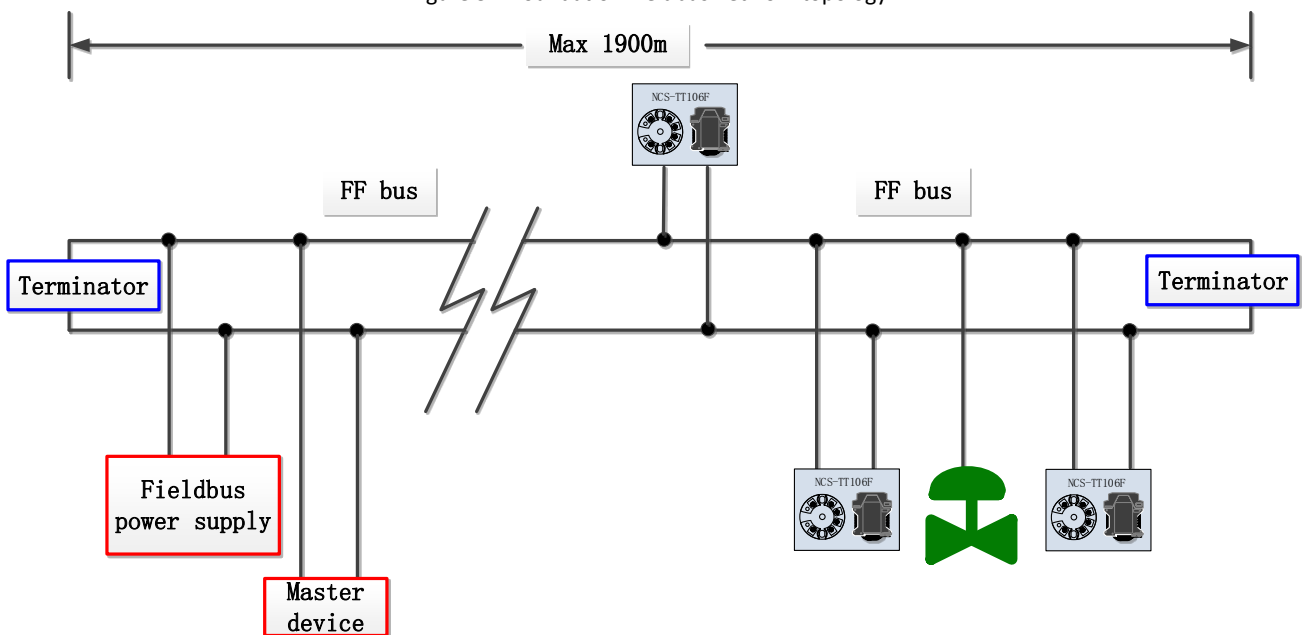 Max 1900m
NCS-TT106F
FF bus
FF bus
Terminator
Terminator
NCS-TT106F
NCS-TT106F
Fieldbus
power supply
Master
device